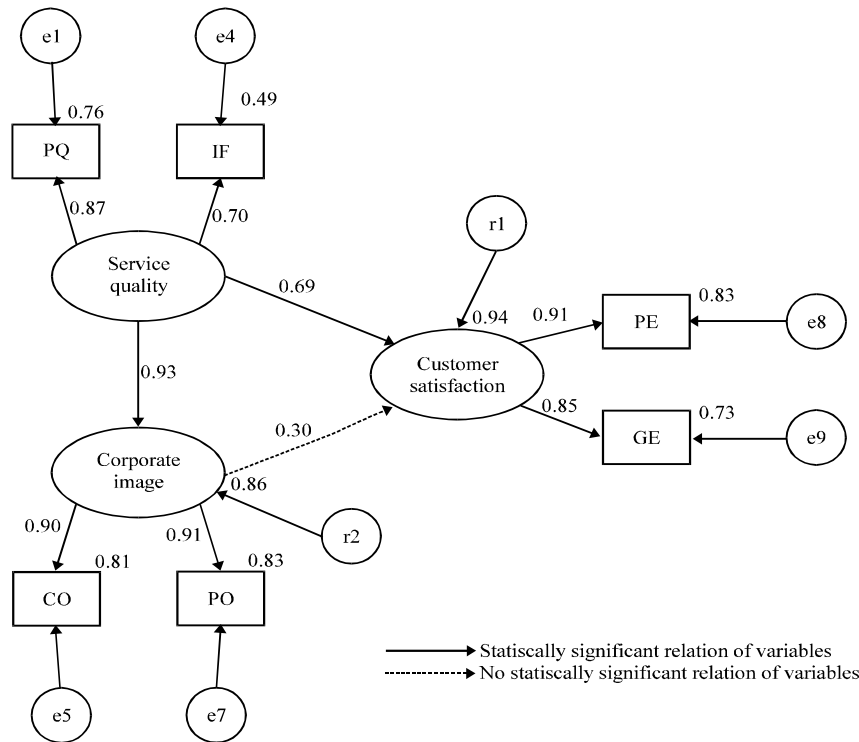 e1
e4
0.76
0.49
PQ
IF
0.87
0.70
r1
Service
quality
0.69
0.94
0.91
PE
0.83
e8
0.93
Customer
satisfaction
0.85
GE
0.73
e9
0.30
Corporate
image
0.86
0.90
0.91
r2
0.81
0.83
CO
PO
Statiscally significant relation of variables
No statiscally significant relation of variables
e5
e7